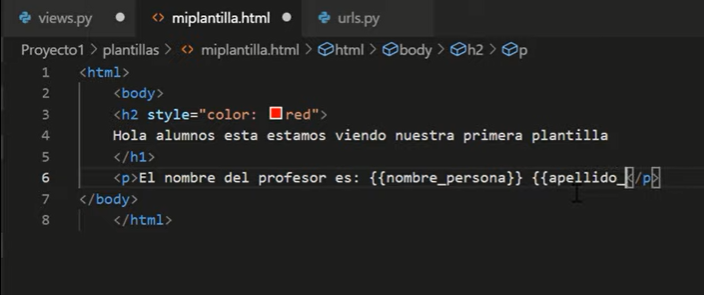 views.py miplantilla.html urls.py
Proyecto1 > plantillas > <> miplantilla.html > html > body > h2 > p
1 <html>
2 <body>
3 <h2 style="color: red">
4 Hola alumnos esta estamos viendo nuestra primera plantilla
5 </h1>
6 <p>El nombre del profesor es: {{nombre_persona}} {{apellido_</p>
7 </body>
8 </html>